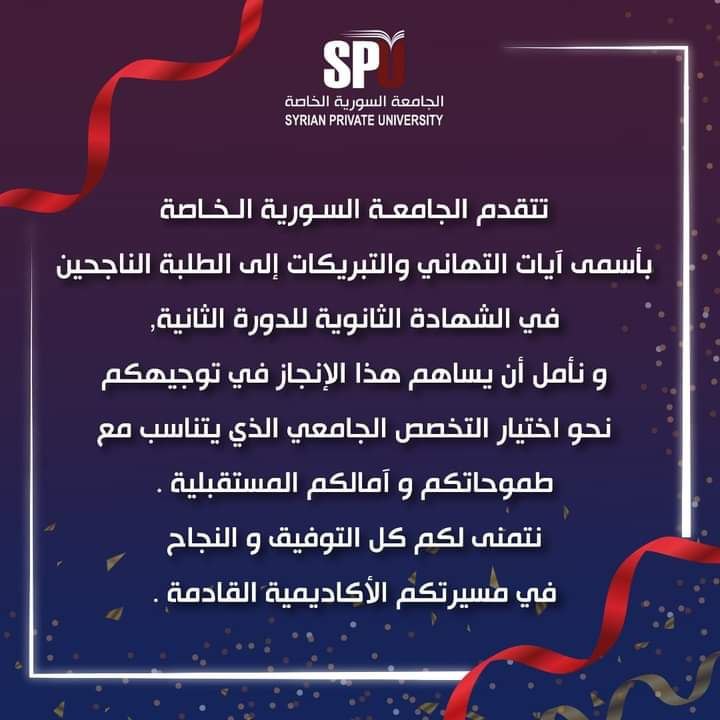 SPU
الجامعة السورية الخاصة
SYRIAN PRIVATE UNIVERSITY
تتقدم الجامعة السورية الخاصة
بأسمى آيات التهاني والتبريكات إلى الطلبة الناجحين
في الشهادة الثانوية للدورة الثانية,
و نأمل أن يساهم هذا الإنجاز في توجيهكم
نحو اختيار التخصص الجامعي الذي يتناسب مع
طموحاتكم و آمالكم المستقبلية .
نتمنى لكم كل التوفيق و النجاح
في مسيرتكم الأكاديمية القادمة .